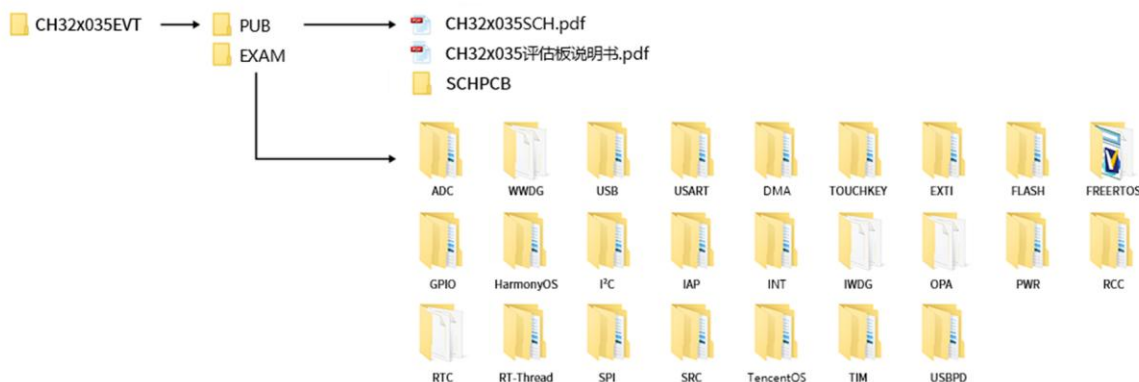 CH32x035EVT
PUB
EXAM
CH32x035SCH.pdf
CH32x035评估板说明书.pdf
SCHPCB
ADC WWDG USB USART DMA TOUCHKEY EXTI FLASH FREERTOS
GPIO HarmonyOS I²C IAP INT IWDG OPA PWR RCC
RTC RT-Thread SPI SRC TencentOS TIM USBPD